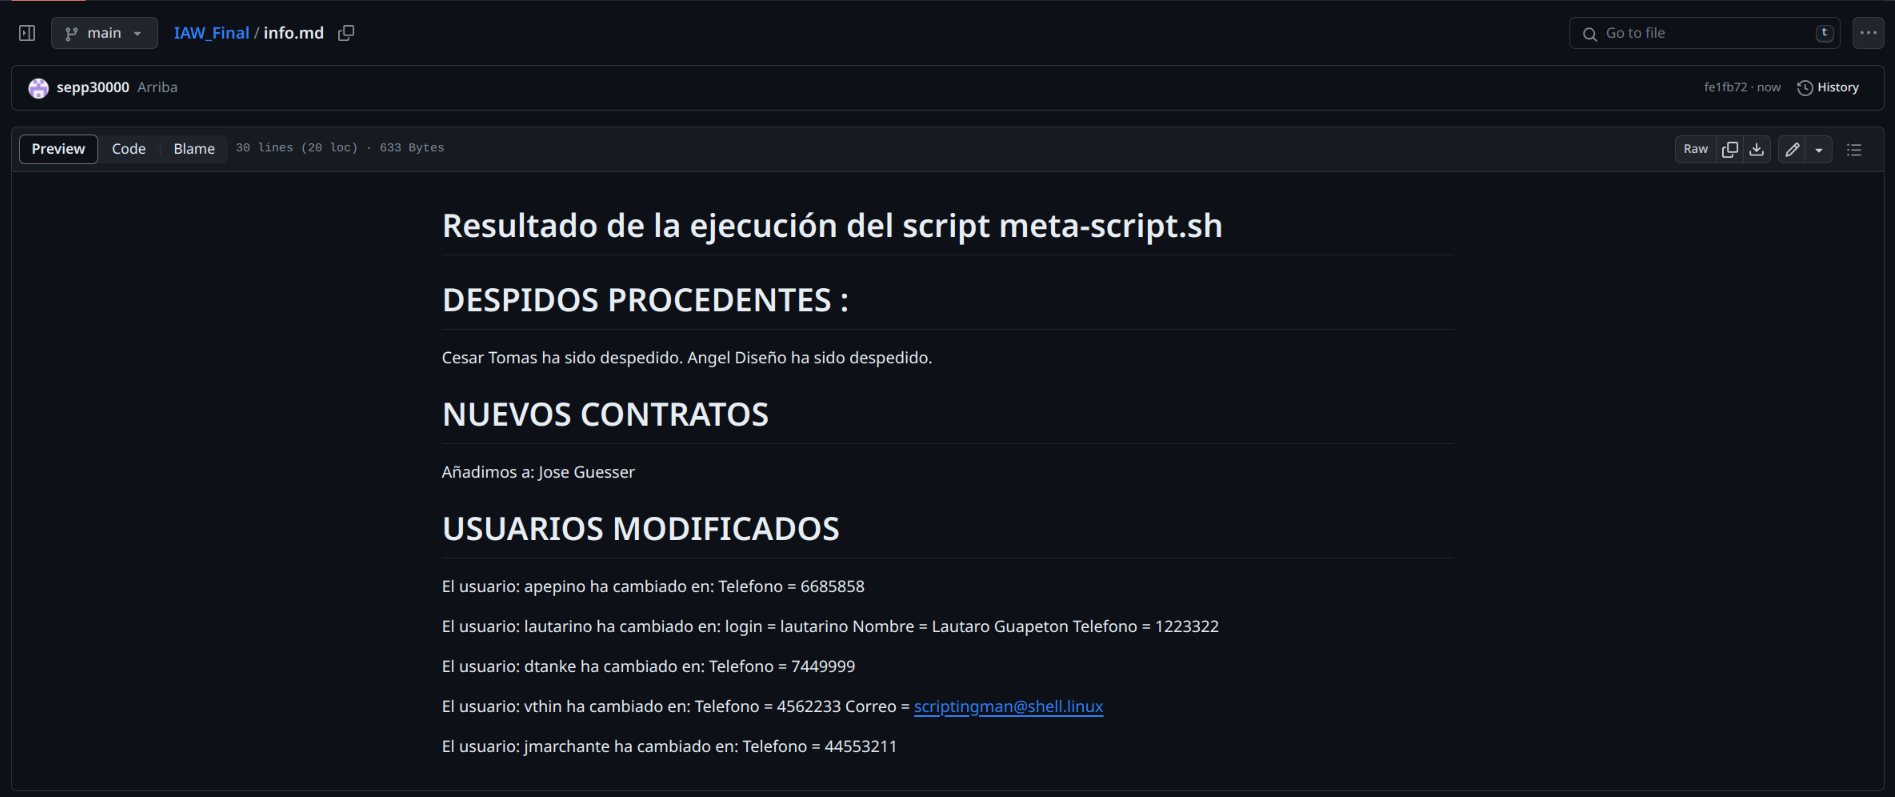 main
IAW_Final / info.md
Go to file
t
sepp30000 Arriba
fe1fb72 · now
History
Preview
Code
Blame
30 lines (20 loc) · 633 Bytes
Raw
Resultado de la ejecución del script meta-script.sh
DESPIDOS PROCEDENTES :
Cesar Tomas ha sido despedido. Angel Diseño ha sido despedido.
NUEVOS CONTRATOS
Añadimos a: Jose Guesser
USUARIOS MODIFICADOS
El usuario: apepino ha cambiado en: Telefono = 6685858
El usuario: lautarino ha cambiado en: login = lautarino Nombre = Lautaro Guapeton Telefono = 1223322
El usuario: dtanke ha cambiado en: Telefono = 7449999
El usuario: vthin ha cambiado en: Telefono = 4562233 Correo = scriptingman@shell.linux
El usuario: jmarchante ha cambiado en: Telefono = 44553211